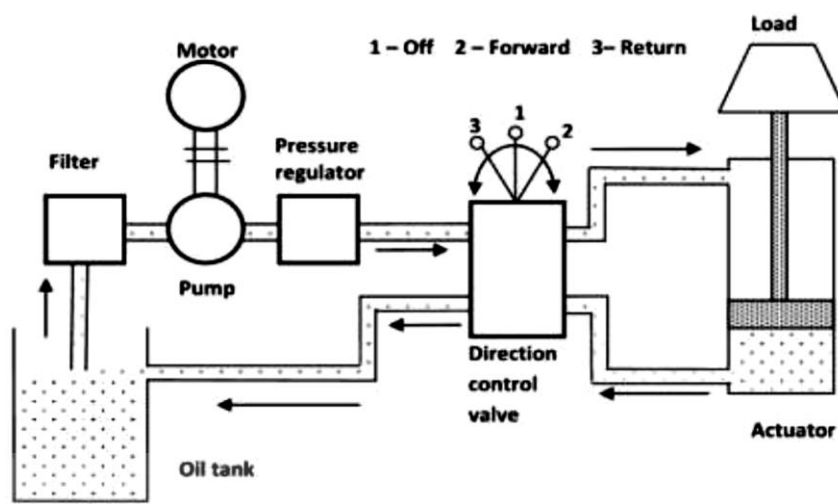 Load
Motor
1 – Off 2 – Forward 3– Return
1
3
2
Pressure
regulator
Filter
Pump
Direction
control
valve
Actuator
Oil tank